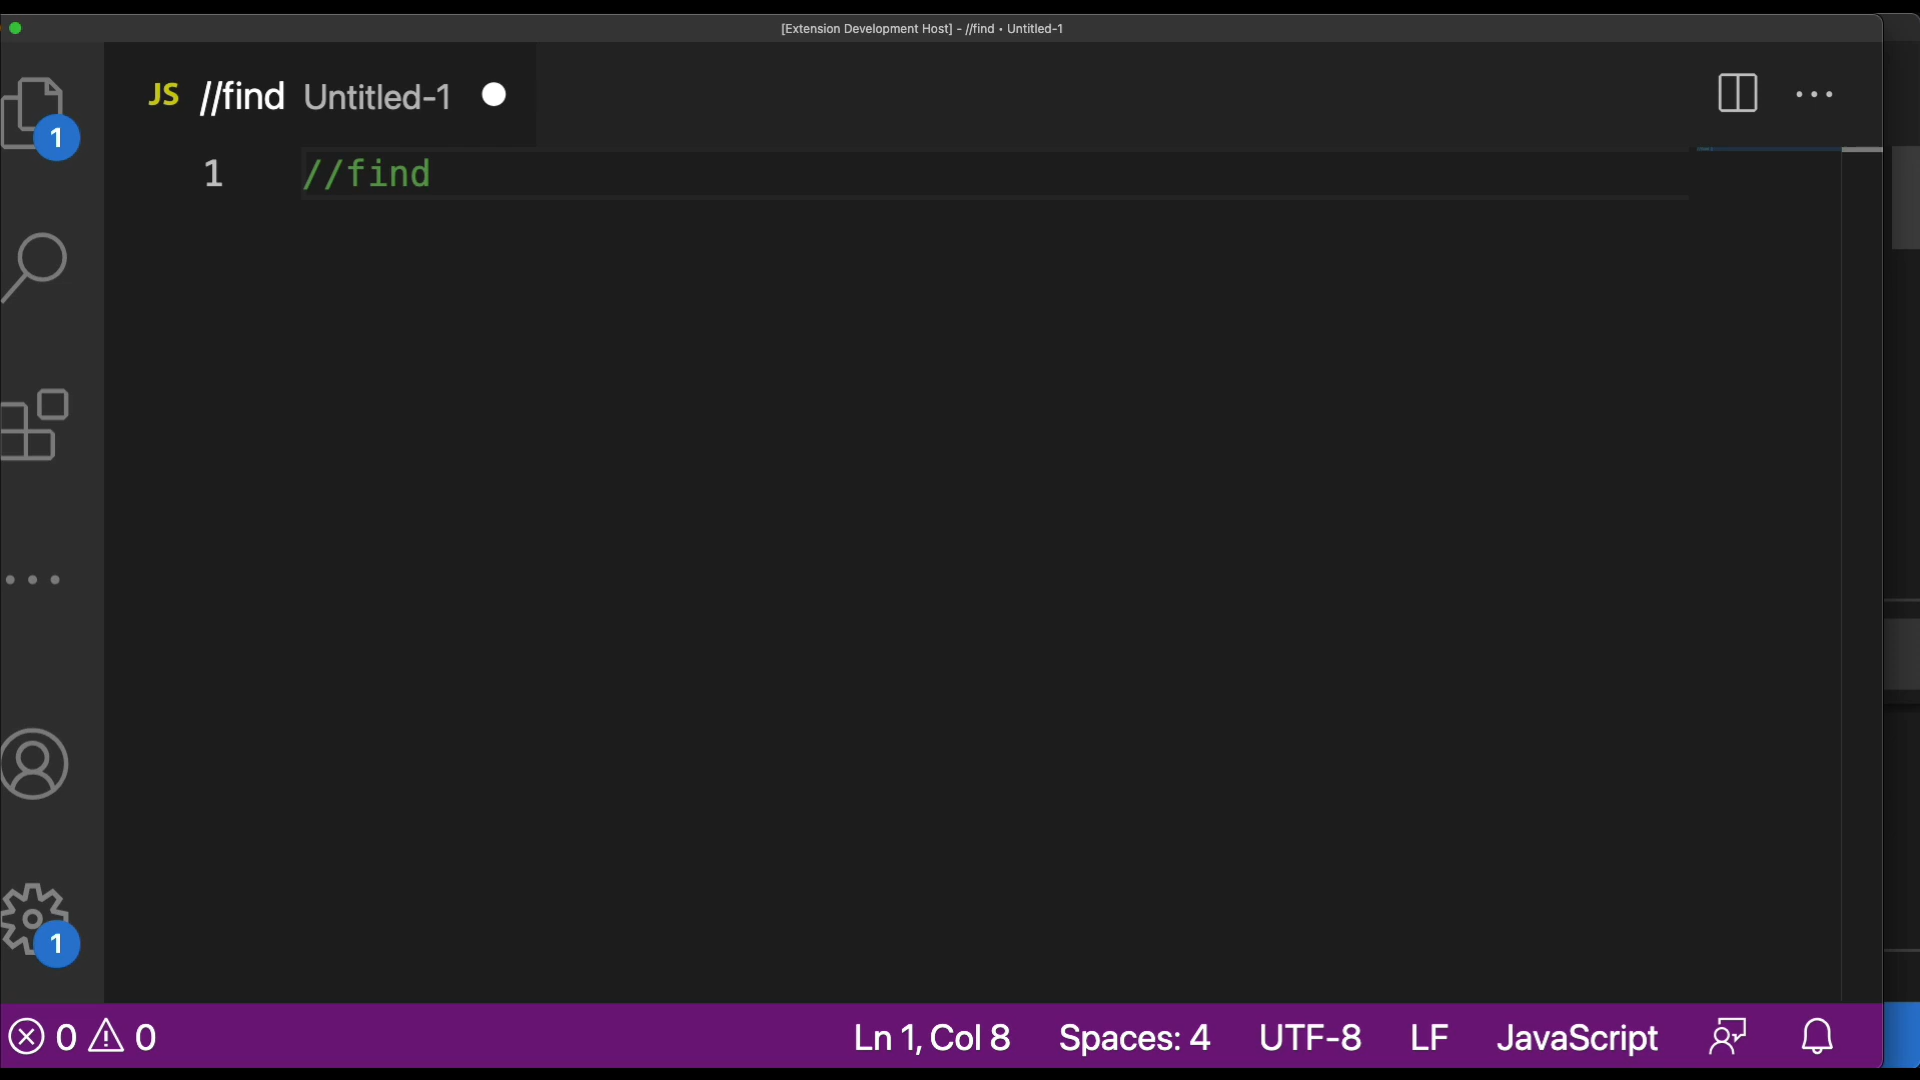 [Extension Development Host] - //find • Untitled-1
JS //find Untitled-1
1
1 //find
1
0 0 Ln 1, Col 8 Spaces: 4 UTF-8 LF JavaScript